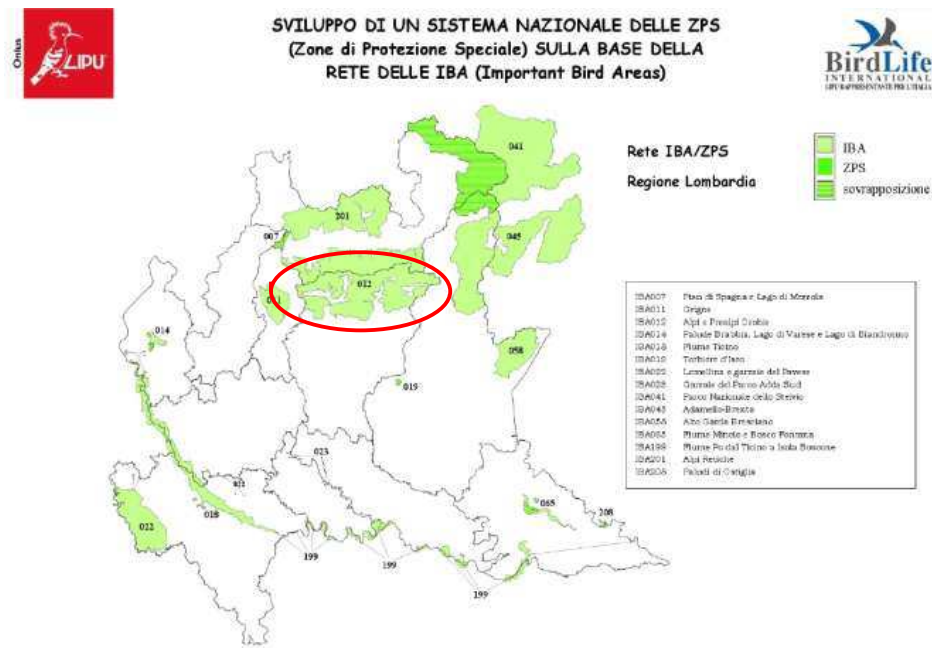 SVILUPPO DI UN SISTEMA NAZIONALE DELLE ZPS
(Zone di Protezione Speciale) SULLA BASE DELLA
RETE DELLE IBA (Important Bird Areas)
Onlus
LIPU
BirdLife
INTERNATIONAL
LIPU RAPPRESENTANTE PER L'ITALIA
Rete IBA/ZPS
Regione Lombardia
IBA
ZPS
sovrapposizione
041
201
007
045
012
014
058
019
023
022
018
065
208
199
199
199
IBA007 Pian di Spagna e Lago di Mezzola
IBA011 Grigne
IBA012 Alpi e Prealpi Orobie
IBA014 Palude Brabbia, Lago di Varese e Lago di Biandronno
IBA018 Fiume Ticino
IBA019 Torbiere d'Iseo
IBA022 Lomellina e garzaie del Pavese
IBA023 Garzaie del Parco Adda Sud
IBA041 Parco Nazionale dello Stelvio
IBA045 Adamello-Brenta
IBA058 Alto Garda Bresciano
IBA065 Fiume Mincio e Bosco Fontana
IBA199 Fiume Po dal Ticino a Isola Boscone
IBA201 Alpi Retiche
IBA208 Paludi di Ostiglia